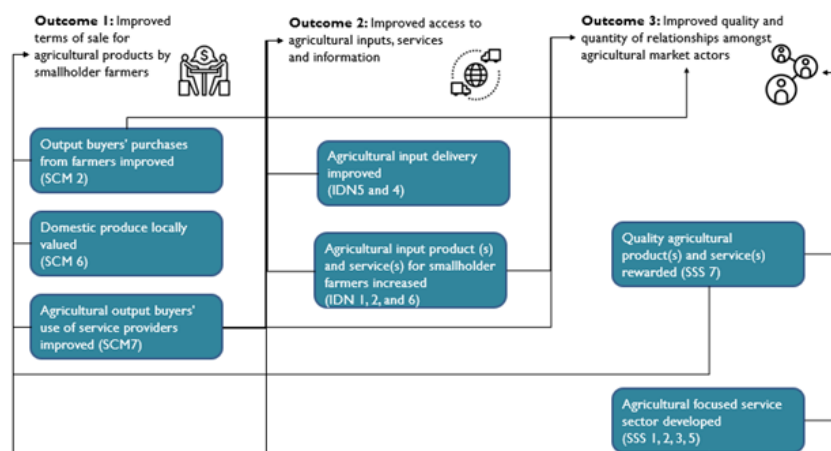 Outcome 1: Improved
terms of sale for
agricultural products by
smallholder farmers
Outcome 2: Improved access to
agricultural inputs, services
and information
Outcome 3: Improved quality and
quantity of relationships amongst
agricultural market actors
Output buyers' purchases
from farmers improved
(SCM 2)
Agricultural input delivery
improved
(IDN5 and 4)
Domestic produce locally
valued
(SCM 6)
Agricultural input product (s)
and service(s) for smallholder
farmers increased
(IDN 1, 2, and 6)
Quality agricultural
product(s) and service(s)
rewarded (SSS 7)
Agricultural output buyers'
use of service providers
improved (SCM7)
Agricultural focused service
sector developed
(SSS 1, 2, 3, 5)